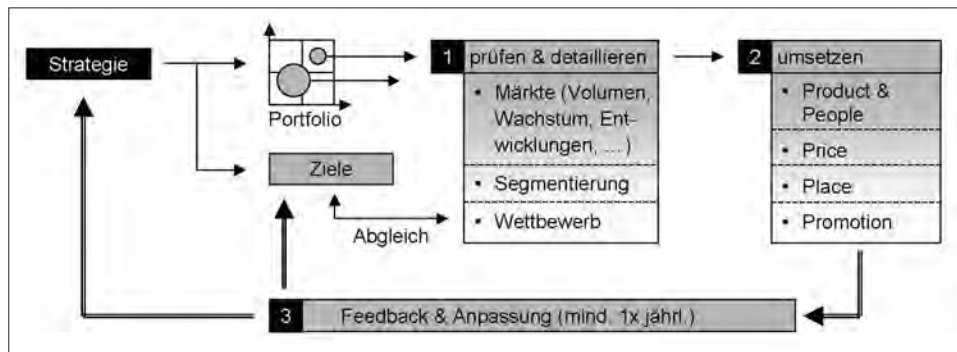 Strategie
Portfolio
Ziele
Abgleich
1 prüfen & detaillieren
• Märkte (Volumen,
Wachstum, Ent-
wicklungen, ... )
• Segmentierung
• Wettbewerb
2 umsetzen
• Product &
People
• Price
• Place
• Promotion
3 Feedback & Anpassung (mind. 1x jährl.)